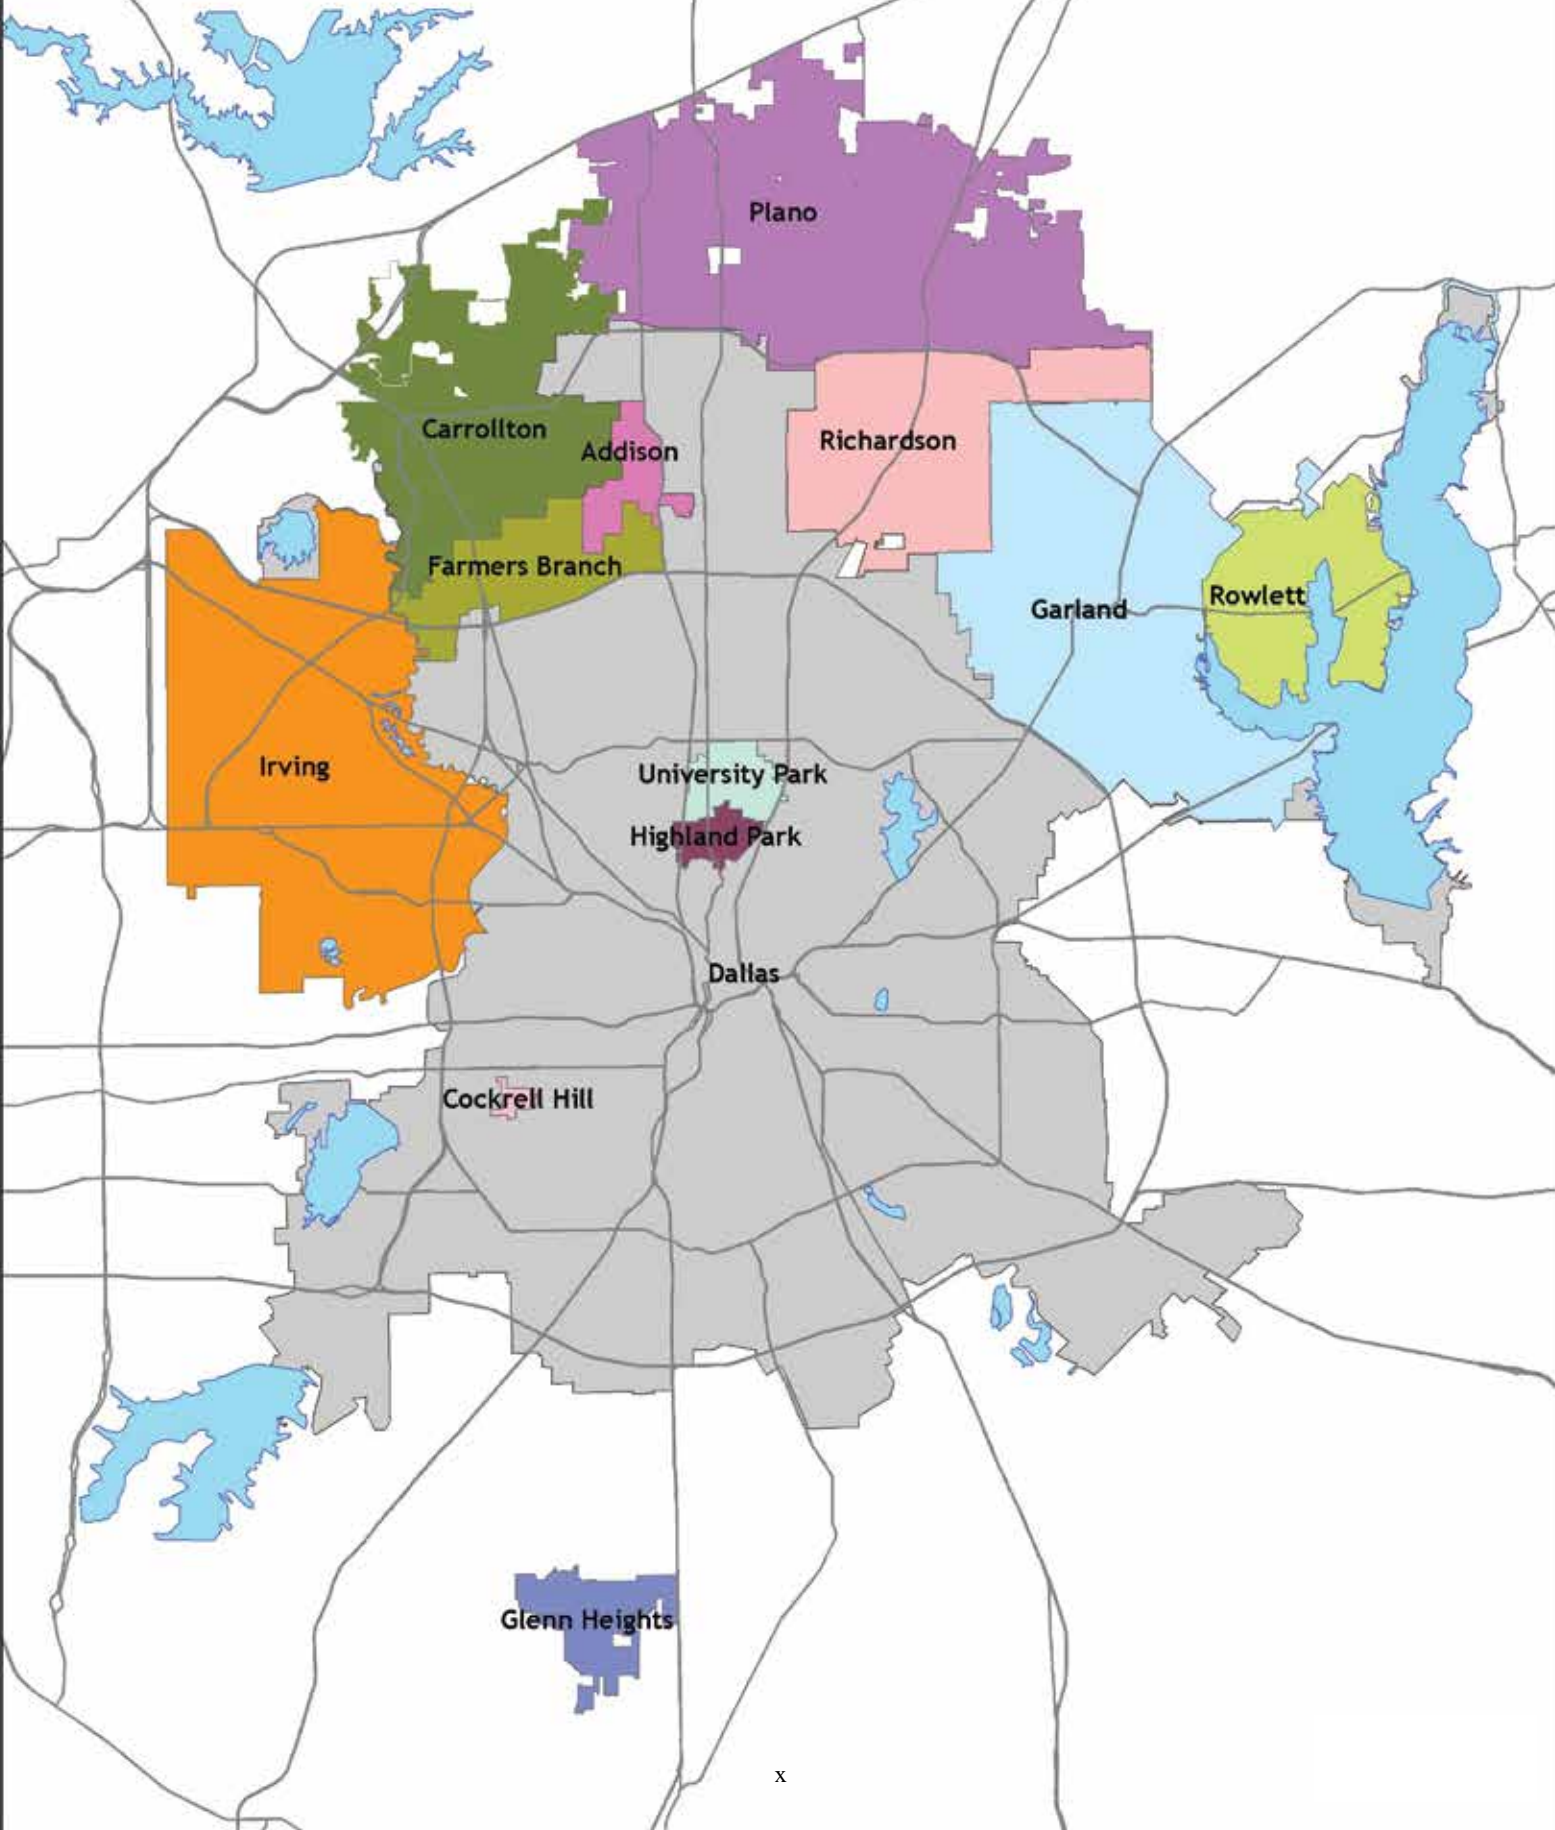 Plano
Carrollton
Addison
Richardson
Farmers Branch
Garland
Rowlett
Irving
University Park
Highland Park
Dallas
Cockrell Hill
Glenn Heights
x